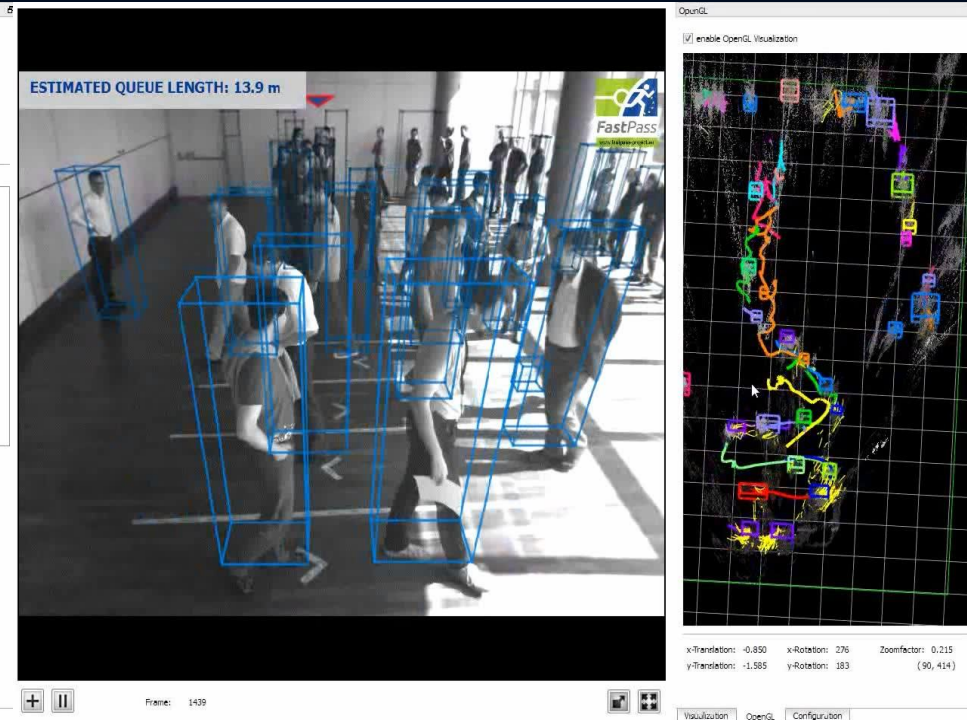 OpenGL
enable OpenGL Visualization
ESTIMATED QUEUE LENGTH: 13.9 m
FastPass
x-Translation: -0.850 x-Rotation: 276 Zoomfactor: 0.215
y-Translation: -1.585 y-Rotation: 183 (90, 414)
Frame: 1439
Visualization OpenGL Configuration